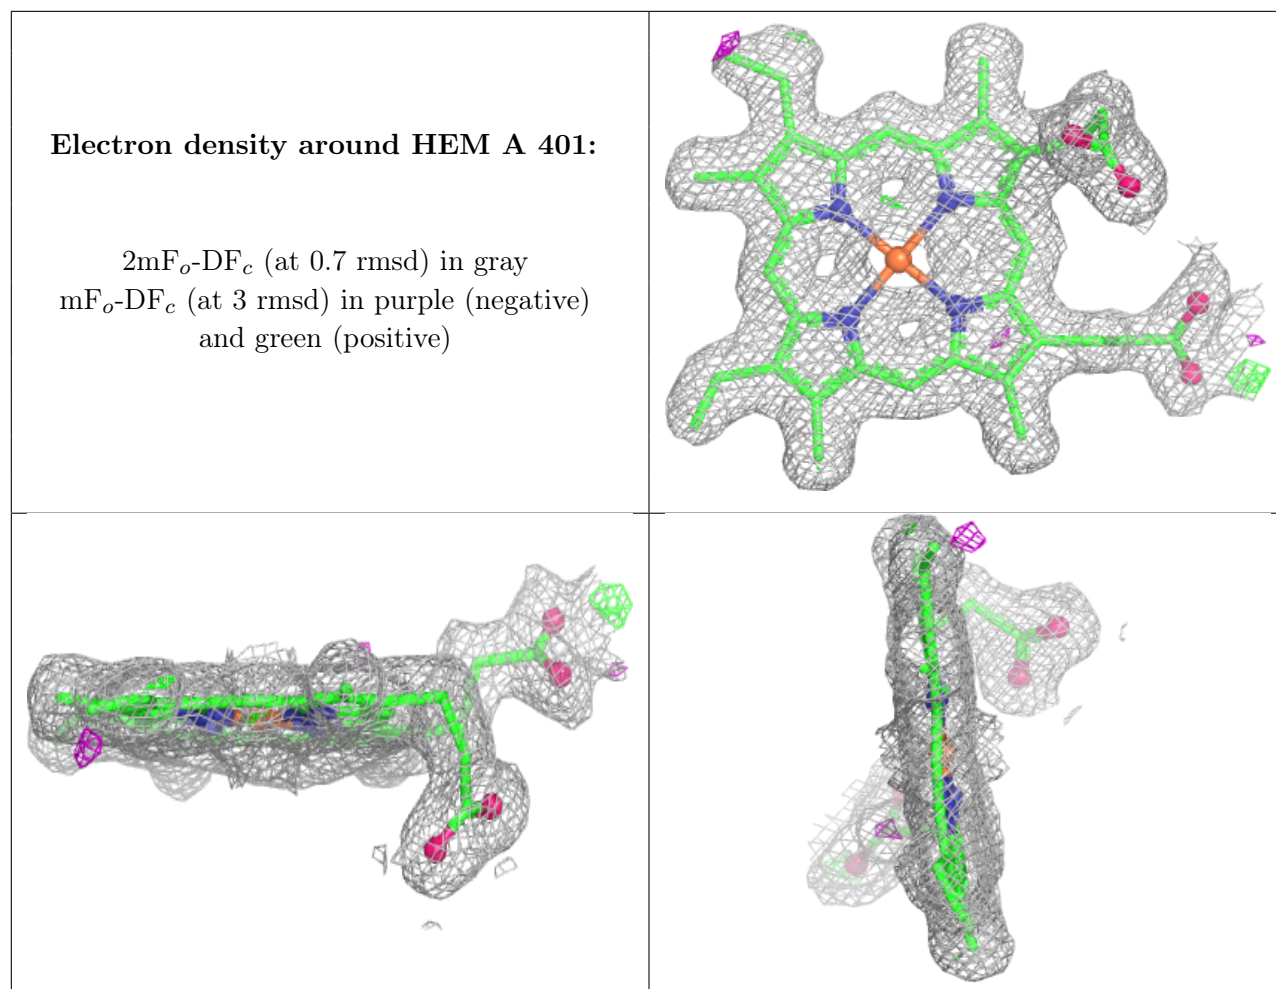 Electron density around HEM A 401:
2mFo-DFc (at 0.7 rmsd) in gray
mFo-DFc (at 3 rmsd) in purple (negative)
and green (positive)